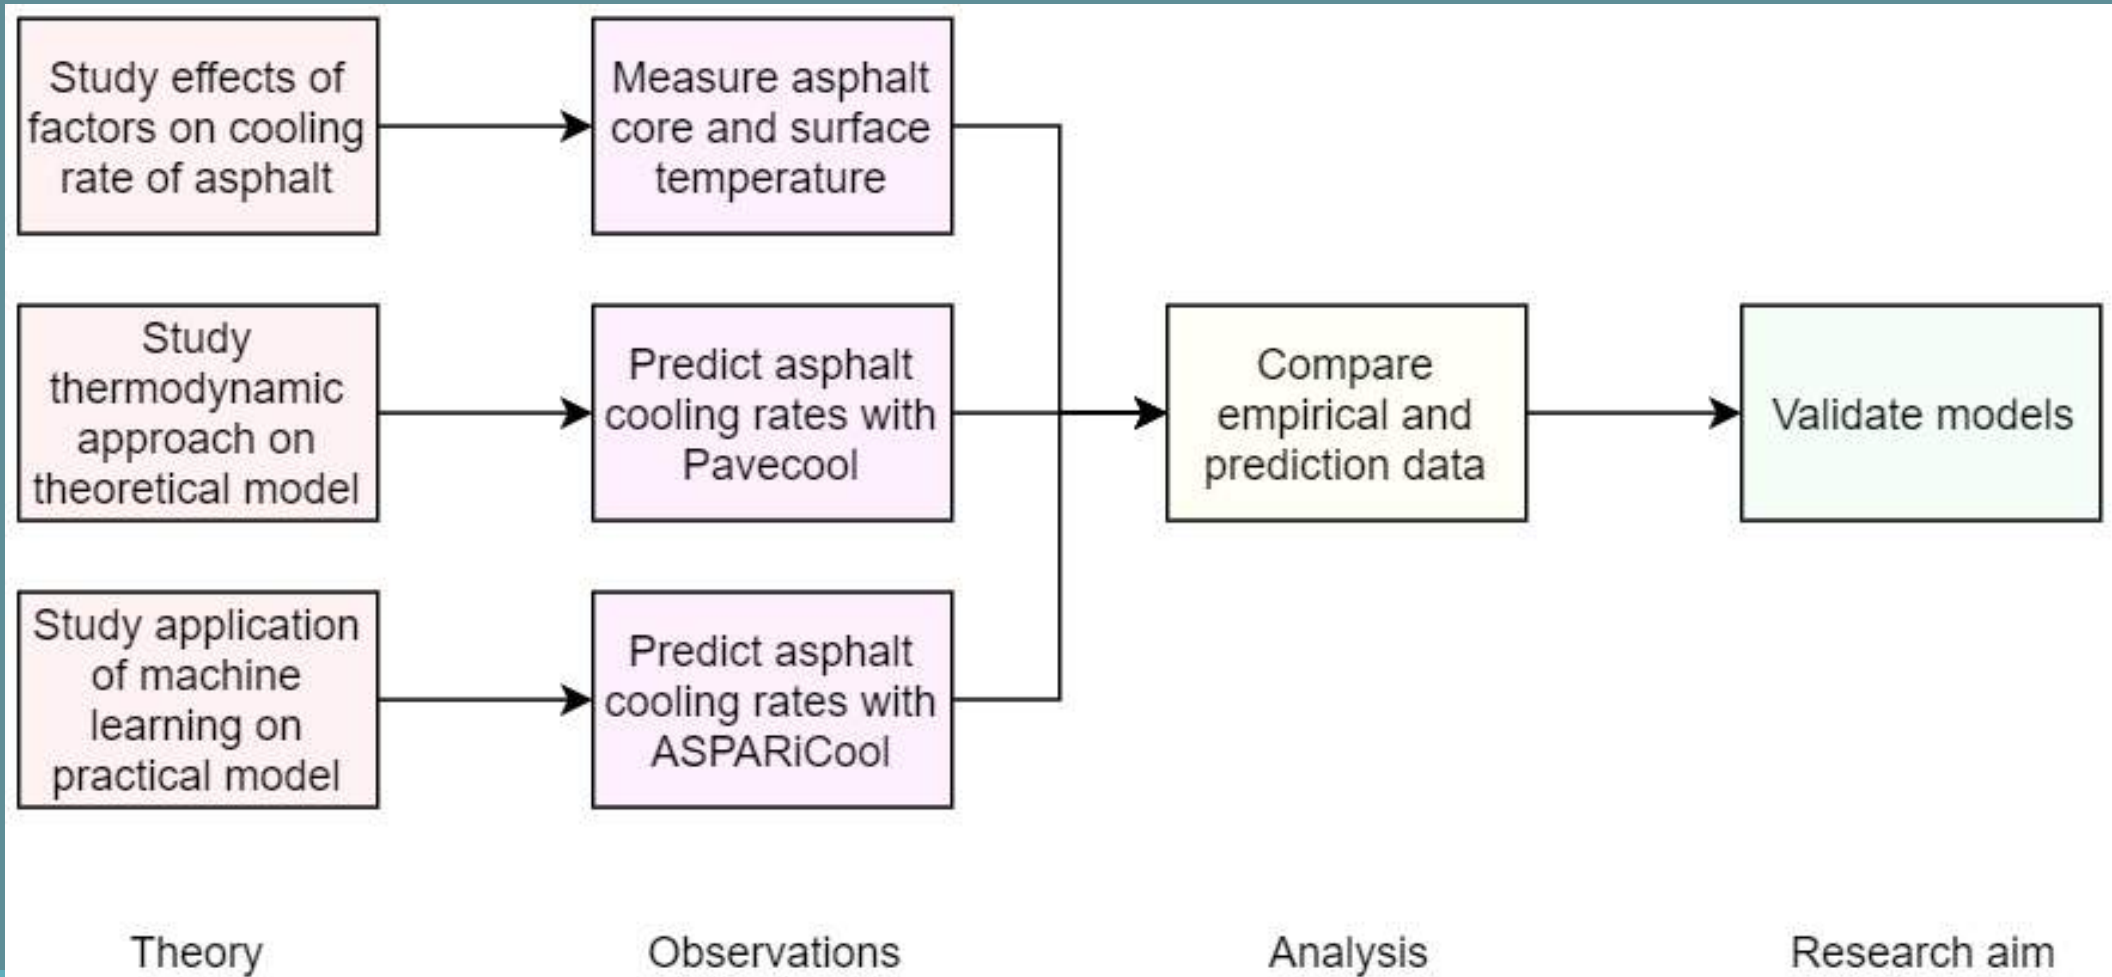 Study effects of
factors on cooling
rate of asphalt
Measure asphalt
core and surface
temperature
Study
thermodynamic
approach on
theoretical model
Predict asphalt
cooling rates with
Pavecool
Compare
empirical and
prediction data
Validate models
Study application
of machine
learning on
practical model
Predict asphalt
cooling rates with
ASPARiCool
Theory
Observations
Analysis
Research aim